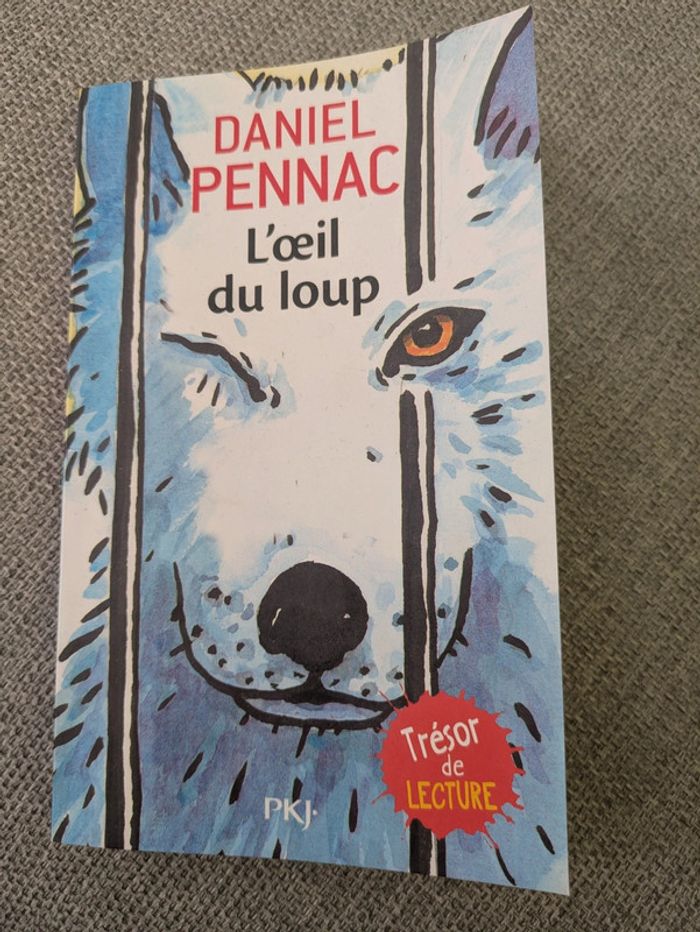 DANIEL
PENNAC
L'œil
du loup
Trésor
de
LECTURE
PKJ·